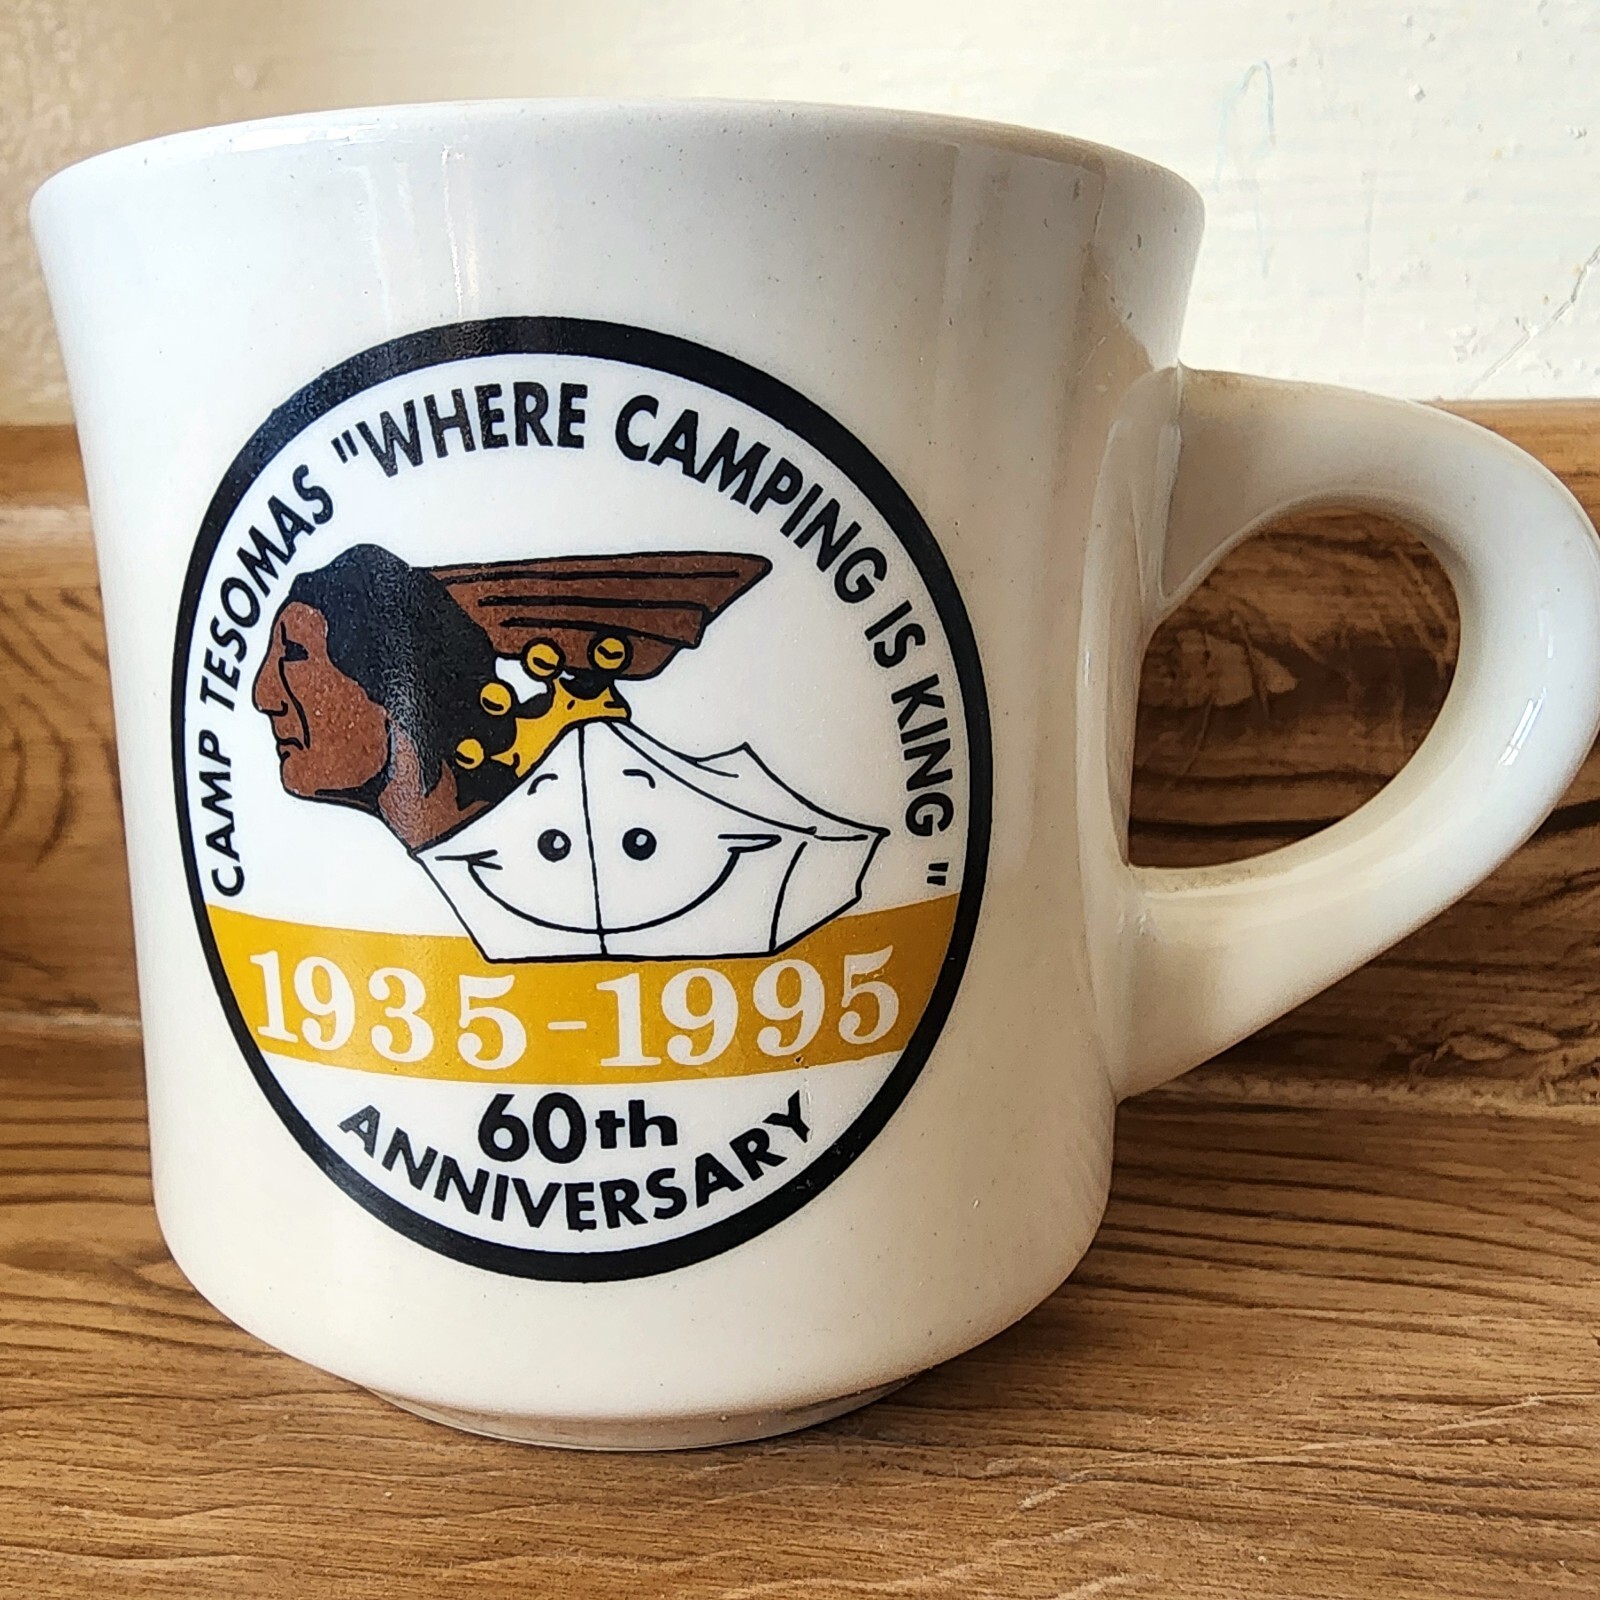 CAMP TESOMAS "WHERE CAMPING IS KING"
1935-1995
60th
ANNIVERSARY